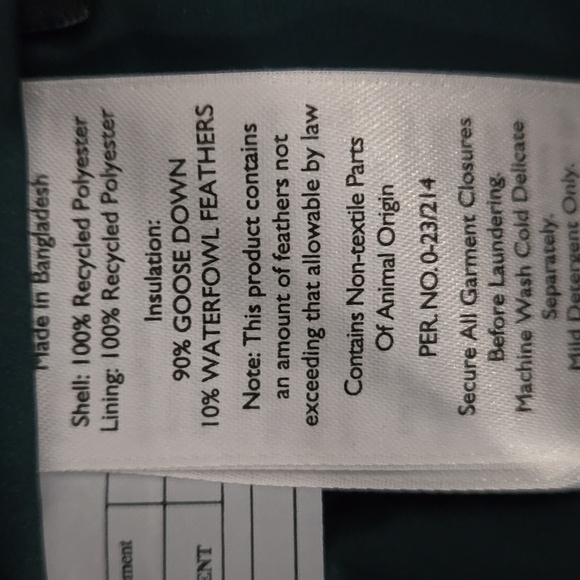 Made in Bangladesh
Shell: 100% Recycled Polyester
Lining: 100% Recycled Polyester
Insulation:
90% GOOSE DOWN
10% WATERFOWL FEATHERS
Note: This product contains
an amount of feathers not
exceeding that allowable by law
Contains Non-textile Parts
Of Animal Origin
PER. NO. 0-23/214
Secure All Garment Closures
Before Laundering.
Machine Wash Cold Delicate
Separately.
Mild Detergent Only.
ment
ENT